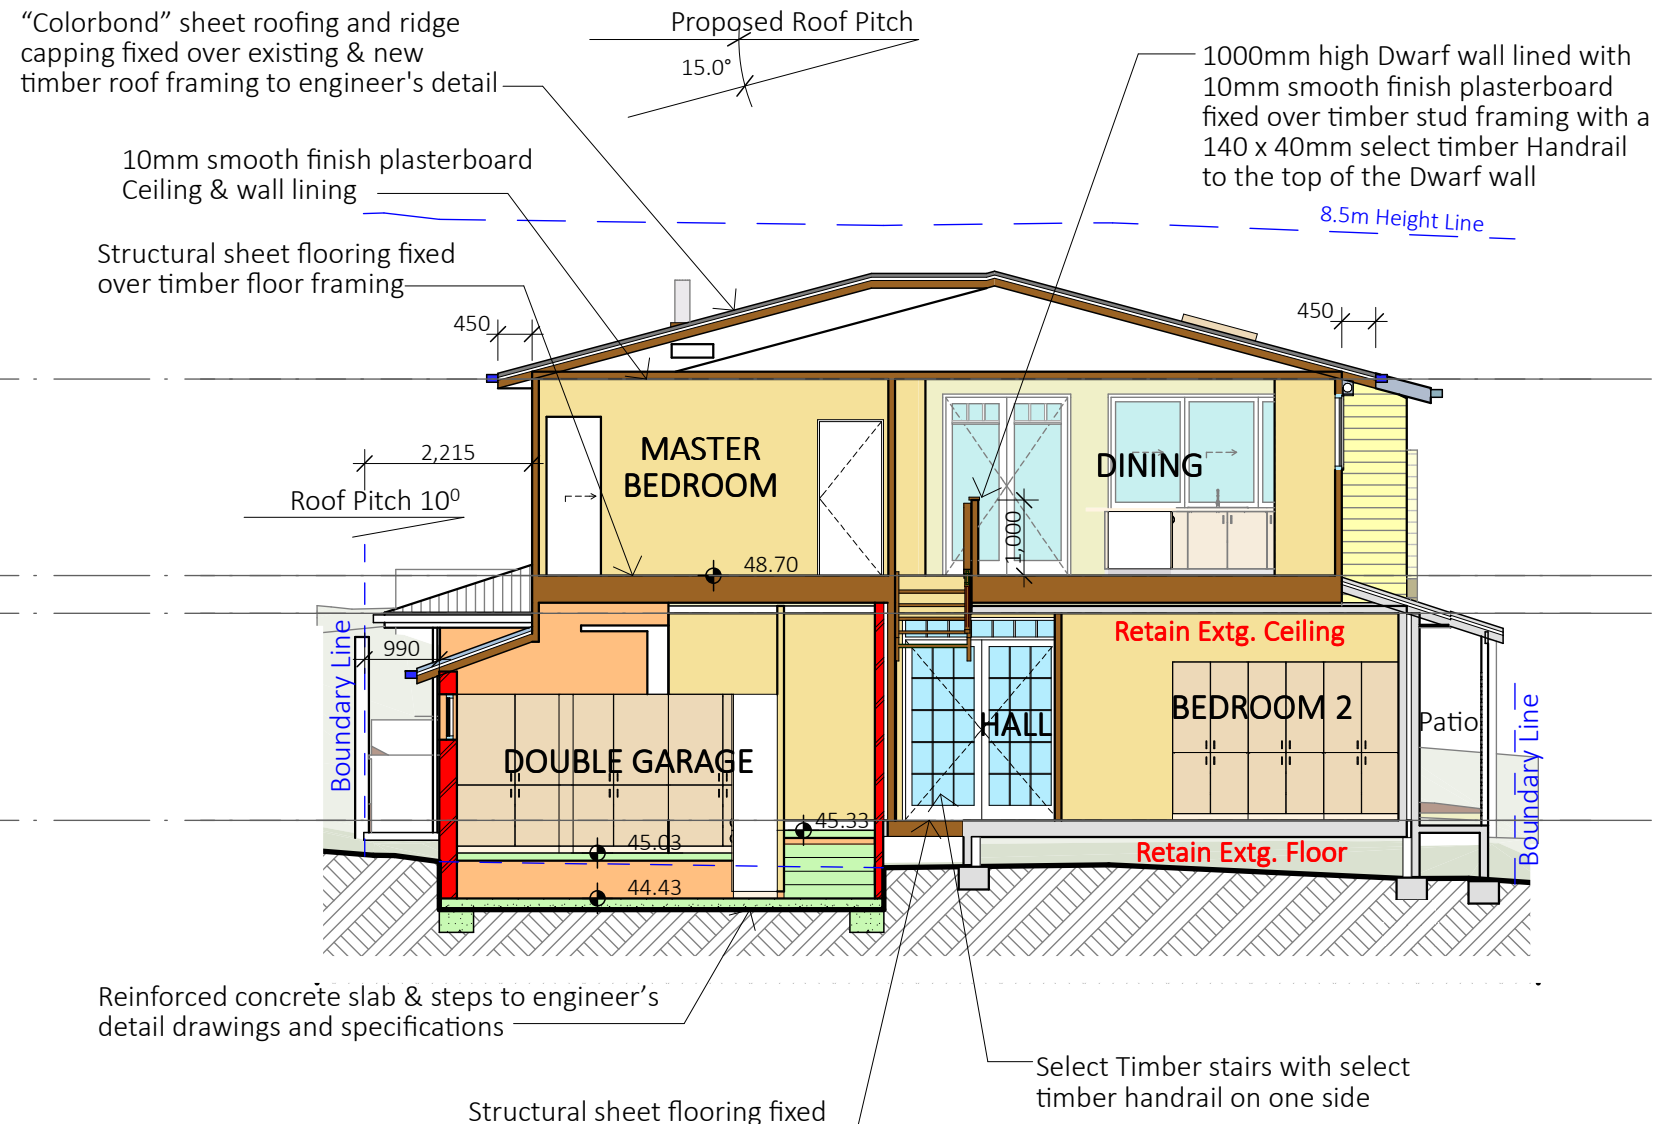 “Colorbond” sheet roofing and ridge
capping fixed over existing & new
timber roof framing to engineer's detail
Proposed Roof Pitch
15.0°
1000mm high Dwarf wall lined with
10mm smooth finish plasterboard
fixed over timber stud framing with a
140 x 40mm select timber Handrail
to the top of the Dwarf wall
10mm smooth finish plasterboard
Ceiling & wall lining
8.5m Height Line
Structural sheet flooring fixed
over timber floor framing
450
450
2,215
Roof Pitch 10⁰
MASTER
BEDROOM
DINING
1,000
48.70
Boundary Line
990
Retain Extg. Ceiling
DOUBLE GARAGE
HALL
BEDROOM 2
Patio
Boundary Line
45.33
45.03
44.43
Retain Extg. Floor
Reinforced concrete slab & steps to engineer’s
detail drawings and specifications
Select Timber stairs with select
timber handrail on one side
Structural sheet flooring fixed